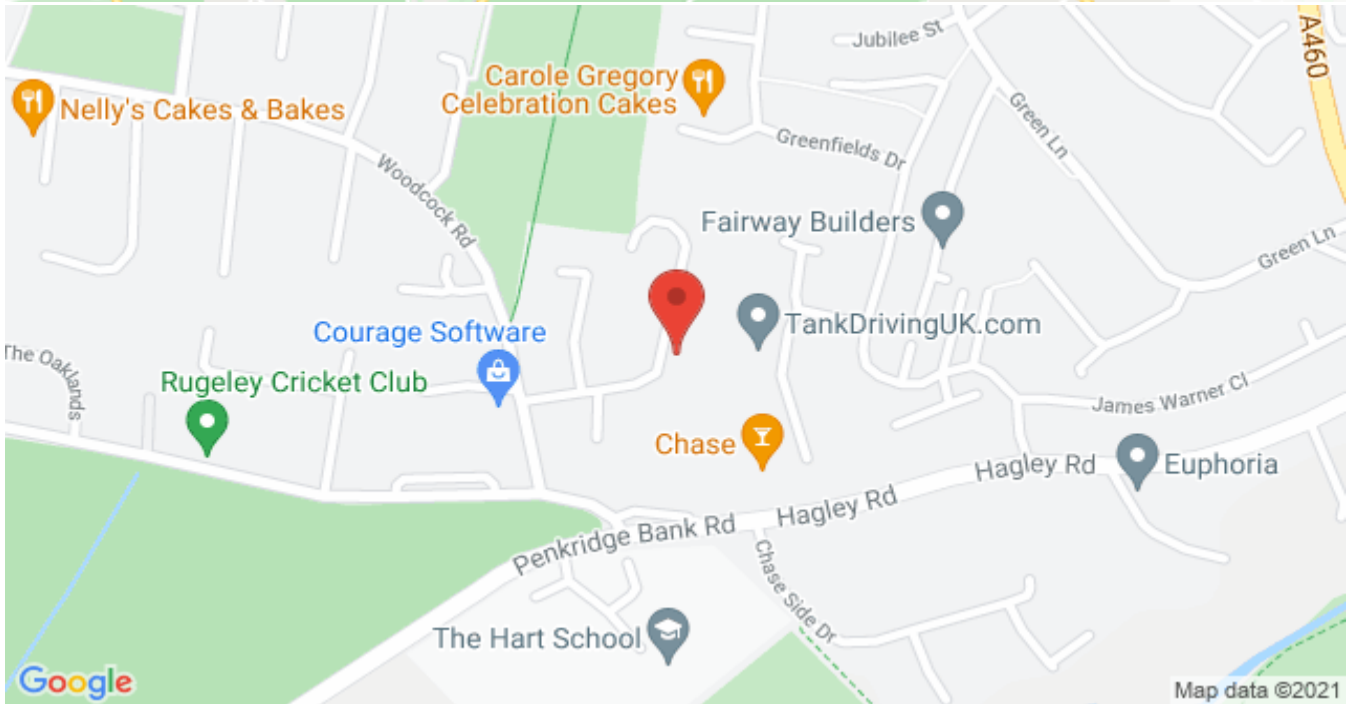 Jubilee St
A460
Carole Gregory
Celebration Cakes
Nelly's Cakes & Bakes
Green Ln
Greenfields Dr
Woodcock Rd
Fairway Builders
Green Ln
TankDrivingUK.com
Courage Software
The Oaklands
Rugeley Cricket Club
James Warner Cl
Chase
Hagley Rd
Euphoria
Hagley Rd
Penkridge Bank Rd
Chase Side Dr
The Hart School
Google
Map data ©2021